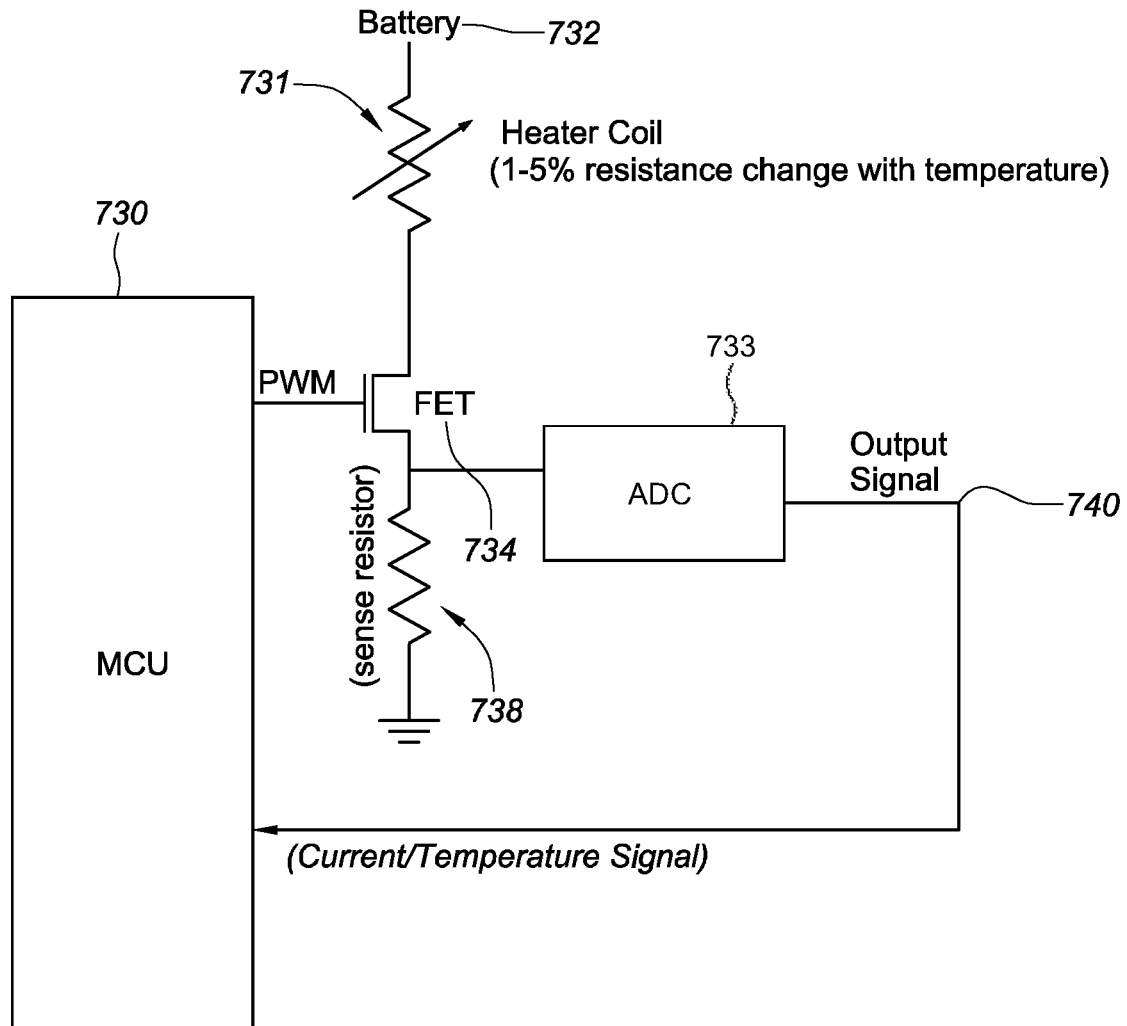 Battery 732
731
Heater Coil
(1-5% resistance change with temperature)
730
733
PWM
FET
Output
Signal
ADC
740
734
(sense resistor)
MCU
738
(Current/Temperature Signal)